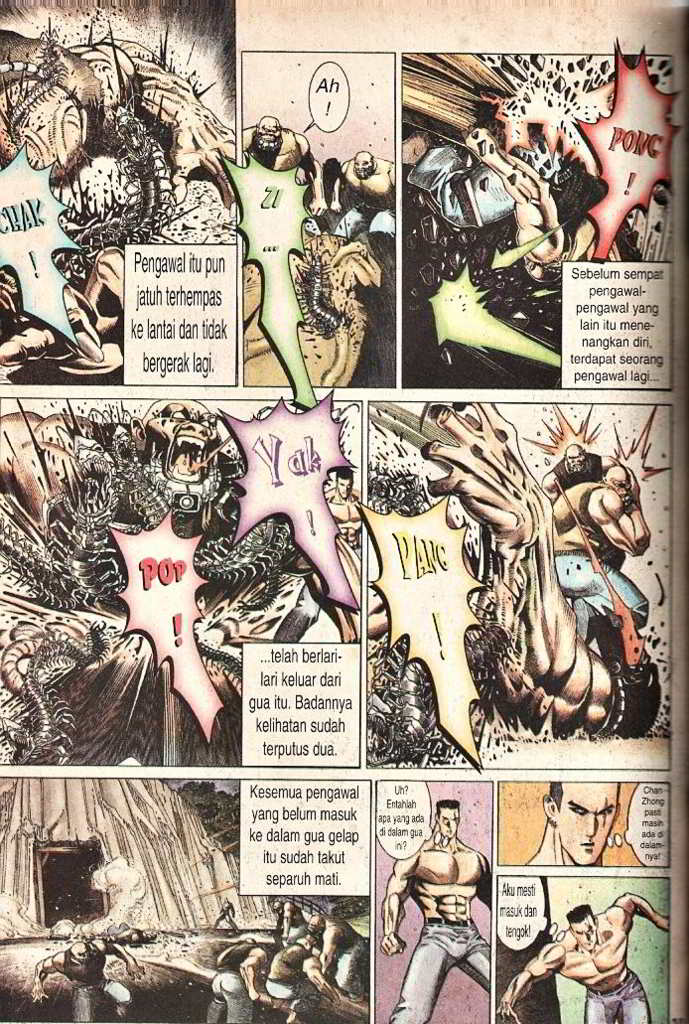 CHAK
!
Pengawal itu pun
jatuh terhempas
ke lantai dan tidak
bergerak lagi.
Ah
!
ZI
...
!
PONG
!
Sebelum sempat
pengawal-
pengawal yang
lain itu mene-
nangkan diri,
terdapat seorang
pengawal lagi...
POP
!
Yak
!
...telah berlari-
lari keluar dari
gua itu. Badannya
kelihatan sudah
terputus dua.
PANG
!
Kesemua pengawal
yang belum masuk
ke dalam gua gelap
itu sudah takut
separuh mati.
Uh?
Entahlah
apa yang ada
di dalam gua
ini?
Chan
Zhong
pasti
masih
ada di
dalam-
nya!
Aku mesti
masuk dan
tengok!